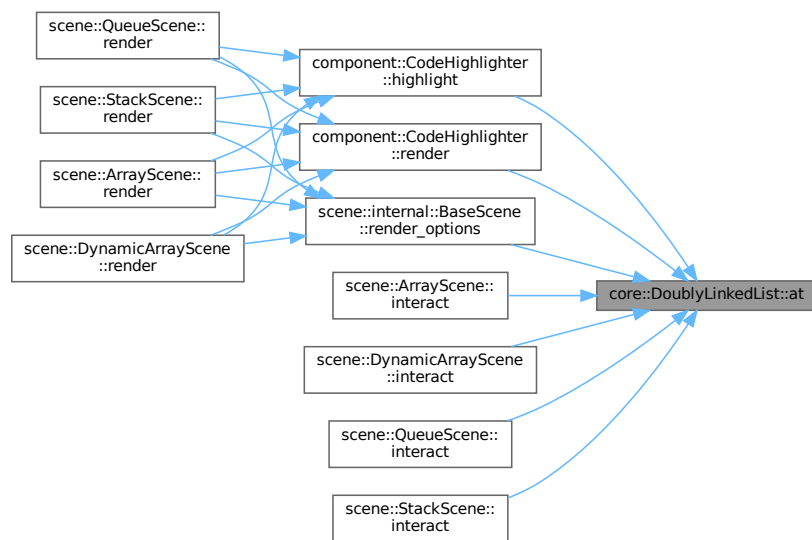 scene::QueueScene::
render
scene::StackScene::
render
scene::ArrayScene::
render
scene::DynamicArrayScene
::render
component::CodeHighlighter
::highlight
component::CodeHighlighter
::render
scene::internal::BaseScene
::render_options
scene::ArrayScene::
interact
scene::DynamicArrayScene
::interact
scene::QueueScene::
interact
scene::StackScene::
interact
core::DoublyLinkedList::at